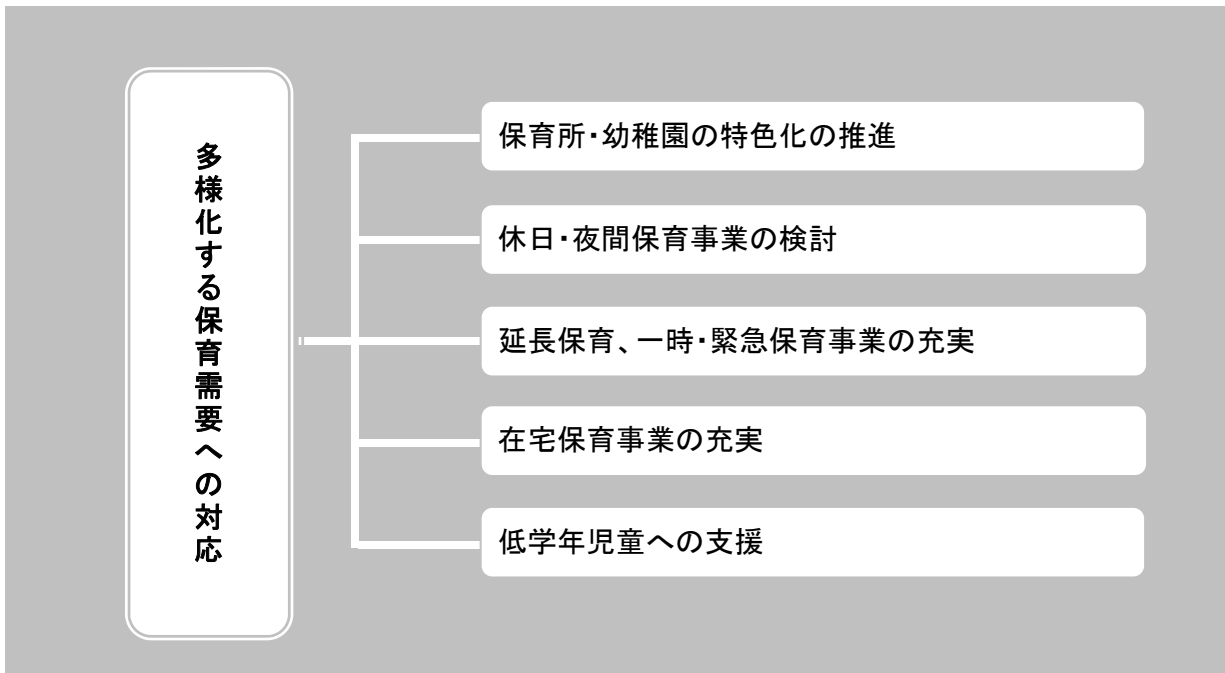 多様化する保育需要への対応
保育所･幼稚園の特色化の推進
休日･夜間保育事業の検討
延長保育、一時･緊急保育事業の充実
在宅保育事業の充実
低学年児童への支援